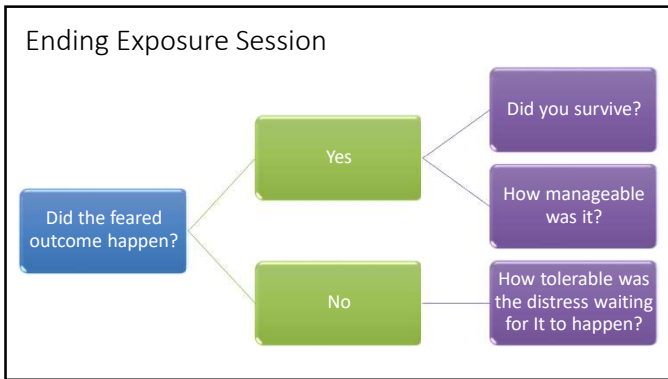 Ending Exposure Session
Did the feared
outcome happen?
Yes
Did you survive?
How manageable
was it?
No
How tolerable was
the distress waiting
for It to happen?